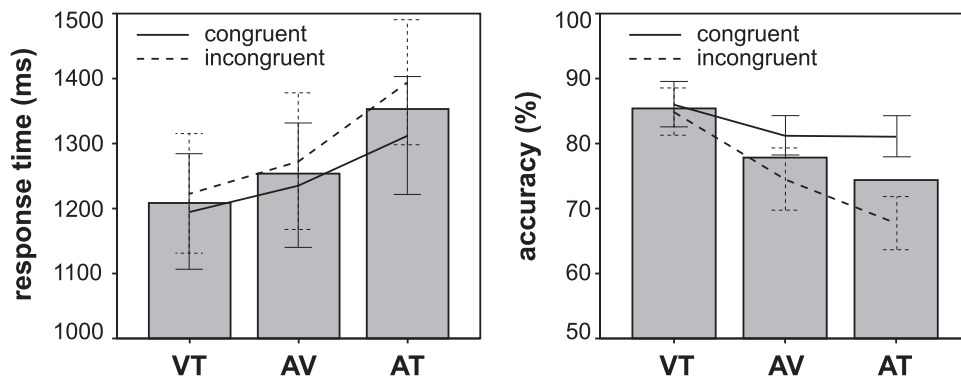 response time (ms)
1500
1400
1300
1200
1100
1000
congruent
incongruent
VT
AV
AT
accuracy (%)
100
90
80
70
60
50
congruent
incongruent
VT
AV
AT